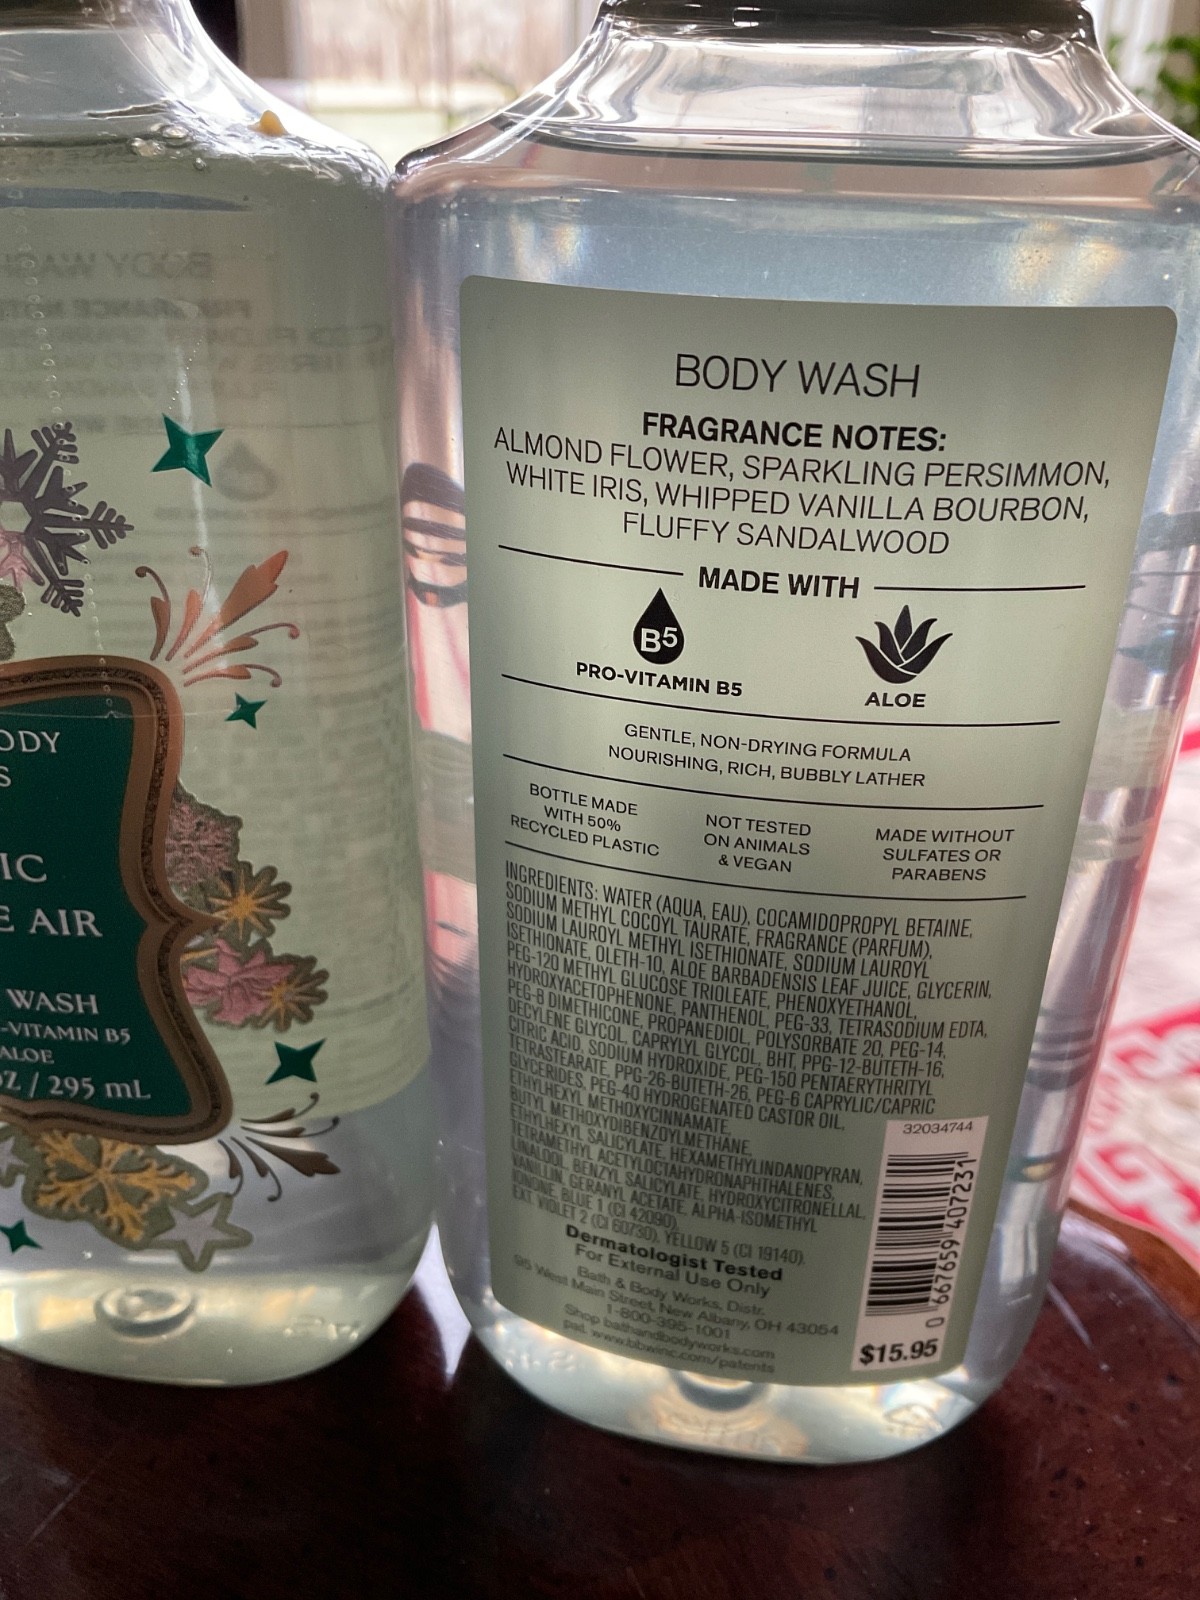 ODY
S
IC
E AIR
WASH
-VITAMIN B5
ALOE
OZ / 295 mL
BODY WASH
FRAGRANCE NOTES:
ALMOND FLOWER, SPARKLING PERSIMMON,
WHITE IRIS, WHIPPED VANILLA BOURBON,
FLUFFY SANDALWOOD
MADE WITH
B5
PRO-VITAMIN B5
ALOE
GENTLE, NON-DRYING FORMULA
NOURISHING, RICH, BUBBLY LATHER
BOTTLE MADE
WITH 50%
RECYCLED PLASTIC
NOT TESTED
ON ANIMALS
& VEGAN
MADE WITHOUT
SULFATES OR
PARABENS
INGREDIENTS: WATER (AQUA, EAU), COCAMIDOPROPYL BETAINE,
SODIUM METHYL COCOYL TAURATE, FRAGRANCE (PARFUM),
SODIUM LAUROYL METHYL ISETHIONATE, SODIUM LAUROYL
ISETHIONATE, OLETH-10, ALOE BARBADENSIS LEAF JUICE, GLYCERIN,
PEG-120 METHYL GLUCOSE TRIOLEATE, PHENOXYETHANOL,
HYDROXYACETOPHENONE, PANTHENOL, PEG-33, TETRASODIUM EDTA,
PEG-8 DIMETHICONE, PROPANEDIOL, POLYSORBATE 20, PEG-14,
DECYLENE GLYCOL, CAPRYLYL GLYCOL, BHT, PPG-12-BUTETH-16,
CITRIC ACID, SODIUM HYDROXIDE, PEG-150 PENTAERYTHRITYL
TETRASTEARATE, PPG-26-BUTETH-26, PEG-6 CAPRYLIC/CAPRIC
GLYCERIDES, PEG-40 HYDROGENATED CASTOR OIL,
ETHYLHEXYL METHOXYCINNAMATE,
BUTYL METHOXYDIBENZOYLMETHANE,
ETHYLHEXYL SALICYLATE, HEXAMETHYLINDANOPYRAN,
TETRAMETHYL ACETYLOCTAHYDRONAPHTHALENES,
LINALOOL, BENZYL SALICYLATE, HYDROXYCITRONELLAL,
VANILLIN, GERANYL ACETATE, ALPHA-ISOMETHYL
IONONE, BLUE 1 (CI 42090),
EXT. VIOLET 2 (CI 60730), YELLOW 5 (CI 19140).
Dermatologist Tested
For External Use Only
Bath & Body Works, Distr.
95 West Main Street, New Albany, OH 43054
1-800-395-1001
Shop bathandbodyworks.com
pat. www.bbwinc.com/patents
32034744
0 667659 407231
$15.95